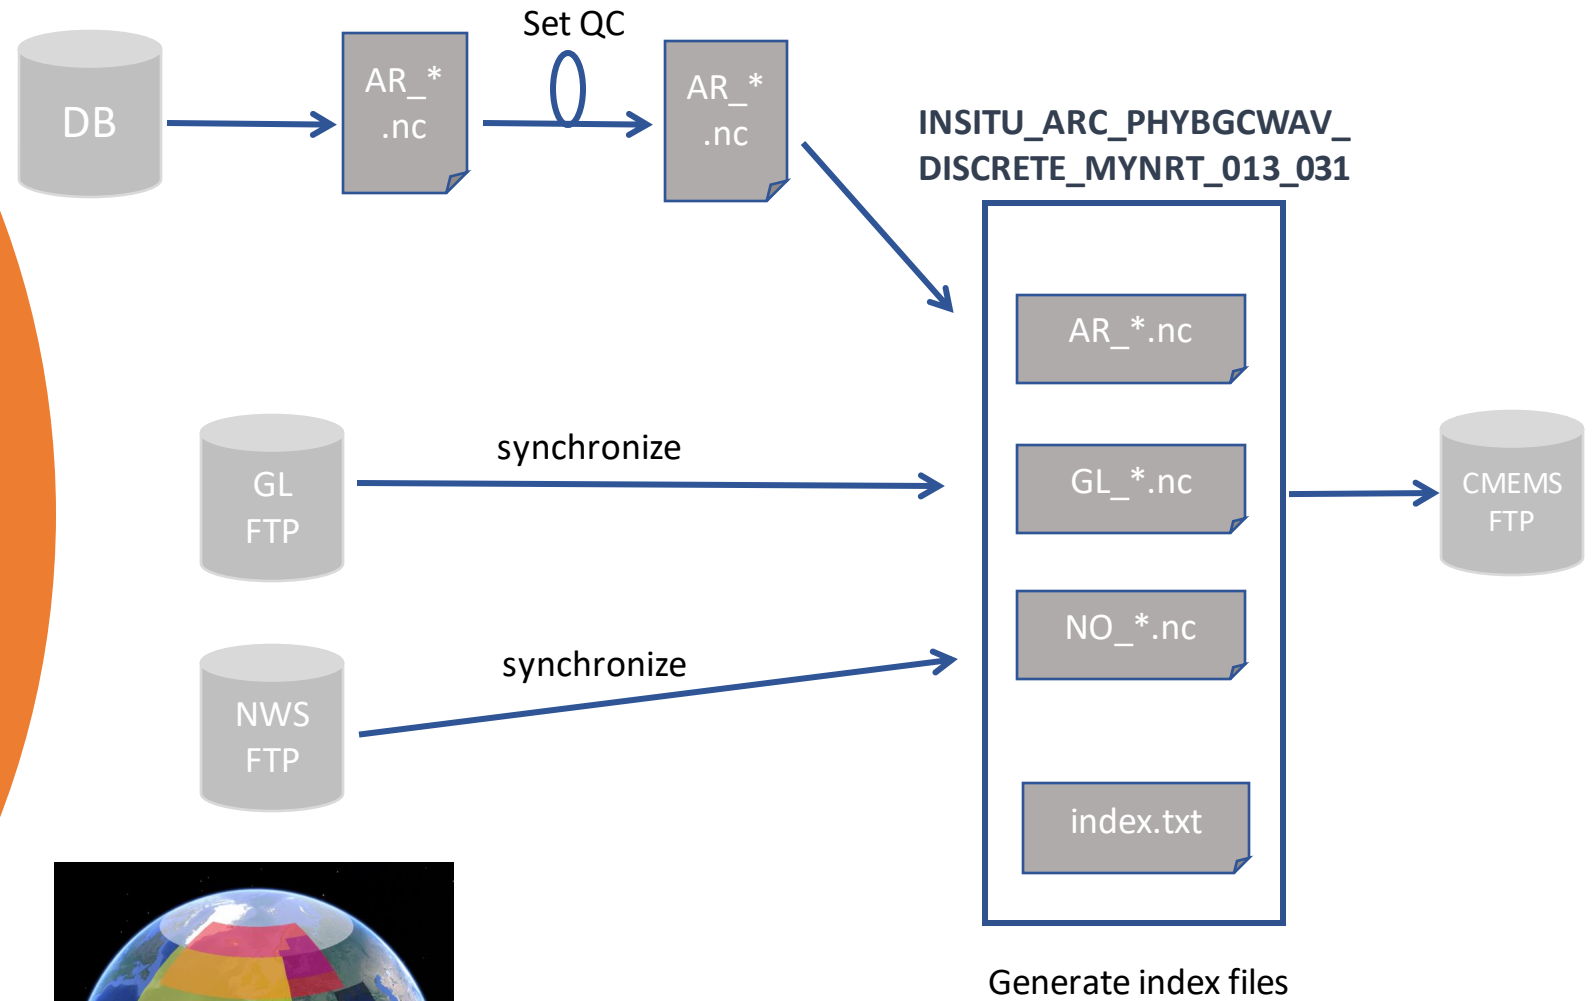 Set QC
DB
AR_*
.nc
AR_*
.nc
INSITU_ARC_PHYBGCWAV_
DISCRETE_MYNRT_013_031
AR_*.nc
GL
FTP
synchronize
GL_*.nc
CMEMS
FTP
NO_*.nc
NWS
FTP
synchronize
index.txt
Generate index files